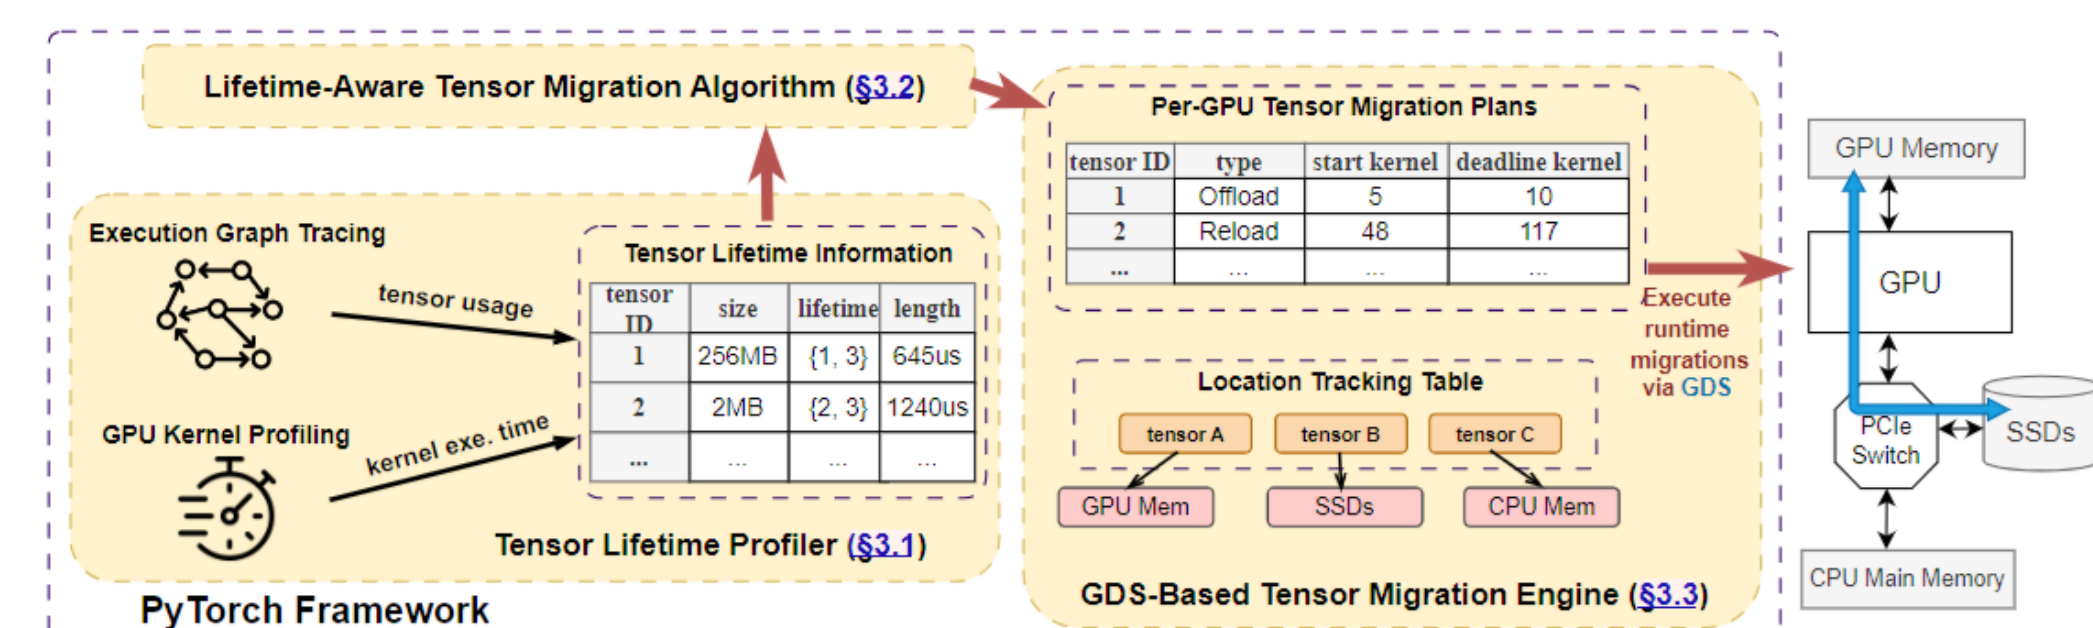 Lifetime-Aware Tensor Migration Algorithm (§3.2)
Execution Graph Tracing
tensor usage
GPU Kernel Profiling
kernel exe. time
Tensor Lifetime Information
tensor ID size lifetime length
1 256MB {1, 3} 645us
2 2MB {2, 3} 1240us
... ... ... ...
Tensor Lifetime Profiler (§3.1)
PyTorch Framework
Per-GPU Tensor Migration Plans
tensor ID type start kernel deadline kernel
1 Offload 5 10
2 Reload 48 117
... ... ... ...
Execute
runtime
migrations
via GDS
Location Tracking Table
tensor A tensor B tensor C
GPU Mem SSDs CPU Mem
GDS-Based Tensor Migration Engine (§3.3)
GPU Memory
GPU
PCIe
Switch
SSDs
CPU Main Memory